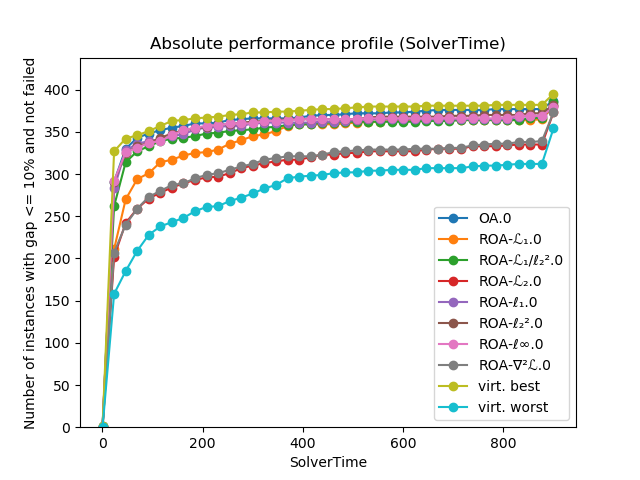 Absolute performance profile (SolverTime)
Number of instances with gap <= 10% and not failed
400
350
300
250
200
150
100
50
0
0 200 400 600 800
SolverTime
OA.0
ROA-ℒ₁.0
ROA-ℒ₁/ℓ₂².0
ROA-ℒ₂.0
ROA-ℓ₁.0
ROA-ℓ₂².0
ROA-ℓ∞.0
ROA-∇²ℒ.0
virt. best
virt. worst